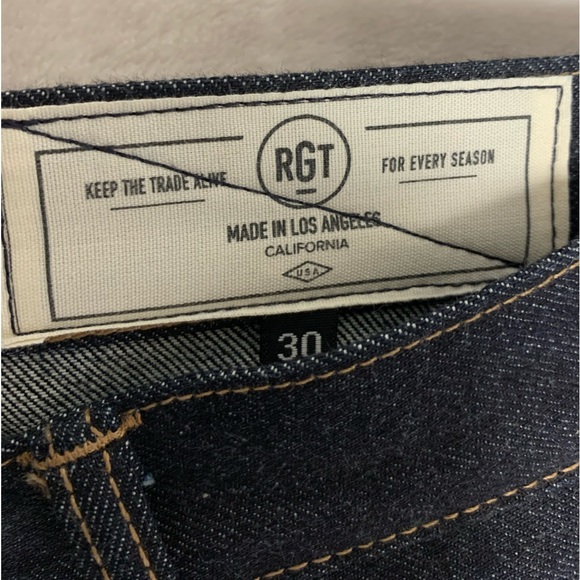 RGT
KEEP THE TRADE ALIVE
FOR EVERY SEASON
MADE IN LOS ANGELES
CALIFORNIA
USA
30